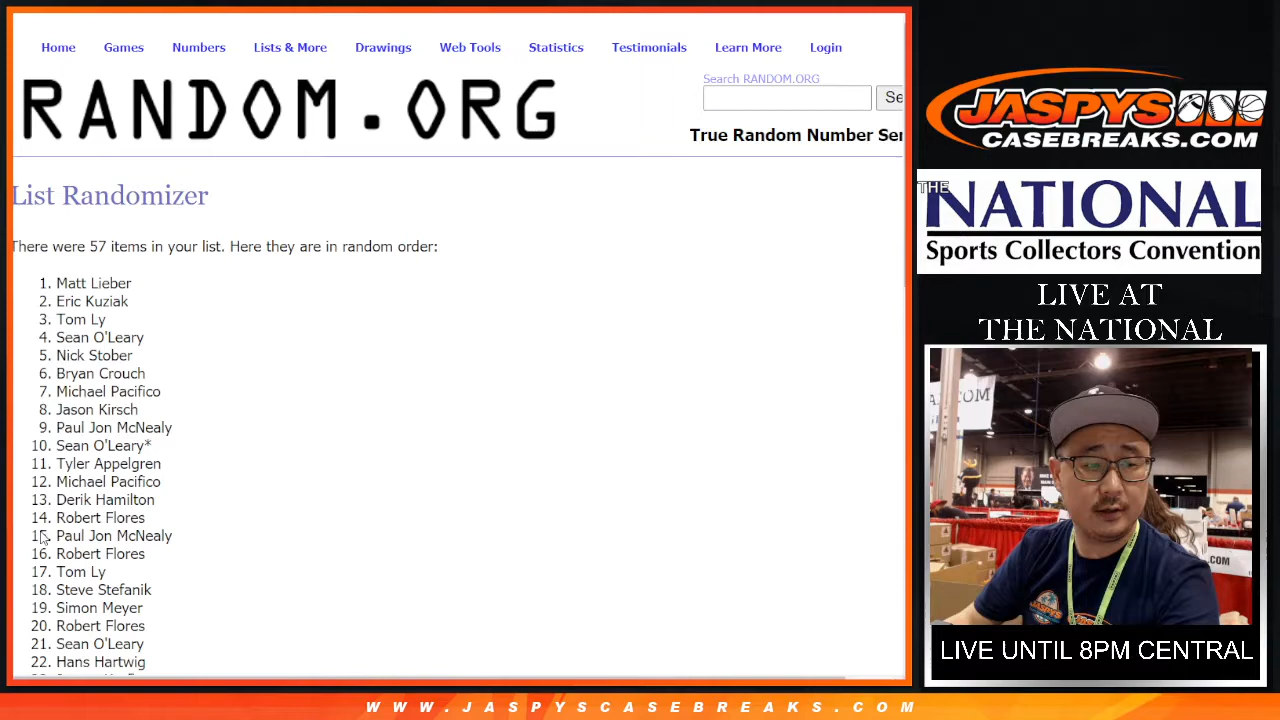 Home Games Numbers Lists & More Drawings Web Tools Statistics Testimonials Learn More Login
RANDOM.ORG
Search RANDOM.ORG
Se
True Random Number Ser
List Randomizer
There were 57 items in your list. Here they are in random order:
1. Matt Lieber
2. Eric Kuziak
3. Tom Ly
4. Sean O'Leary
5. Nick Stober
6. Bryan Crouch
7. Michael Pacifico
8. Jason Kirsch
9. Paul Jon McNealy
10. Sean O'Leary*
11. Tyler Appelgren
12. Michael Pacifico
13. Derik Hamilton
14. Robert Flores
15. Paul Jon McNealy
16. Robert Flores
17. Tom Ly
18. Steve Stefanik
19. Simon Meyer
20. Robert Flores
21. Sean O'Leary
22. Hans Hartwig
JASPYS
CASEBREAKS.COM
THE
NATIONAL
Sports Collectors Convention
LIVE AT
THE NATIONAL
JASPYS
LIVE UNTIL 8PM CENTRAL
WWW.JASPYSCASEBREAKS.COM